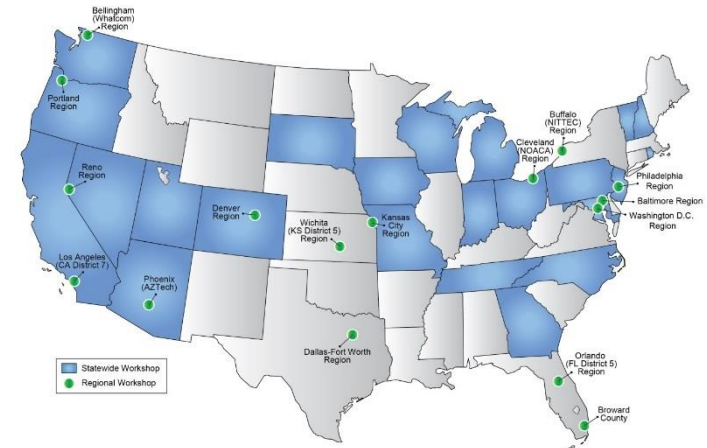 Bellingham
(Whatcom)
Region
Portland
Region
Reno
Region
Los Angeles
(CA District 7)
Phoenix
(AZTech)
Denver
Region
Wichita
(KS District 5)
Region
Kansas
City
Region
Dallas-Fort Worth
Region
Buffalo
(NITTEC)
Region
Cleveland
(NOACA)
Region
Philadelphia
Region
Baltimore Region
Washington D.C.
Region
Orlando
(FL District 5)
Region
Broward
County
Statewide Workshop
Regional Workshop